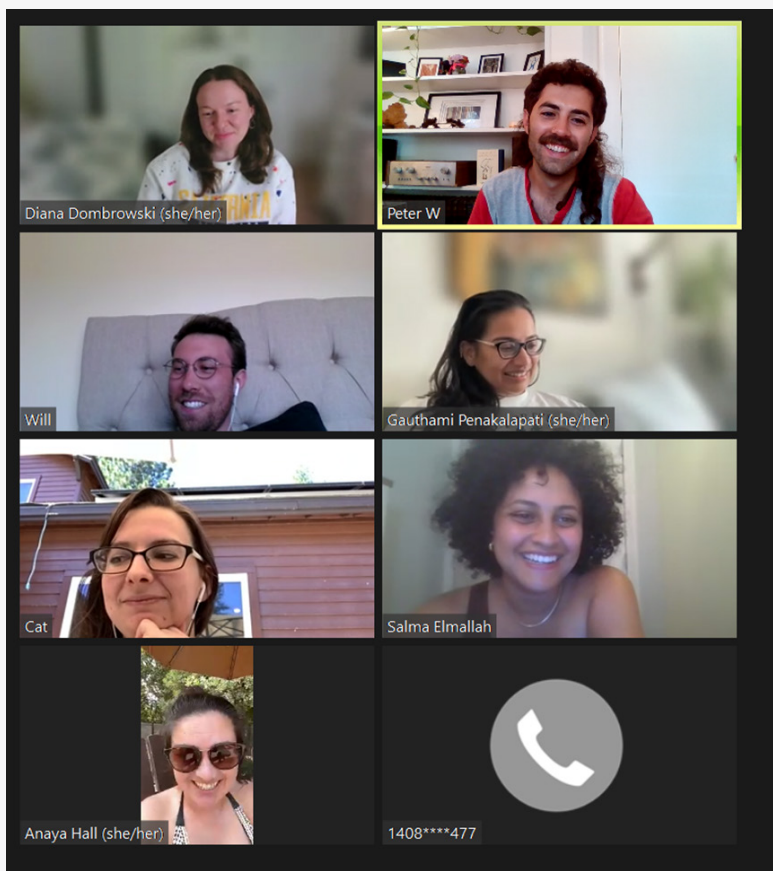 Diana Dombrowski (she/her)
Peter W
Will
Gauthami Penakalapati (she/her)
Cat
Salma Elmallah
Anaya Hall (she/her)
1408****477